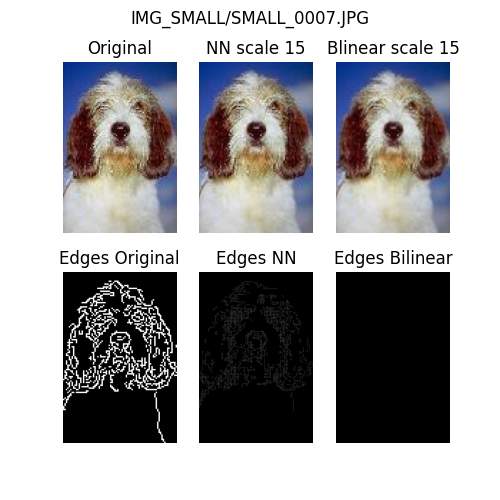 IMG_SMALL/SMALL_0007.JPG
Original
NN scale 15
Blinear scale 15
Edges Original
Edges NN
Edges Bilinear